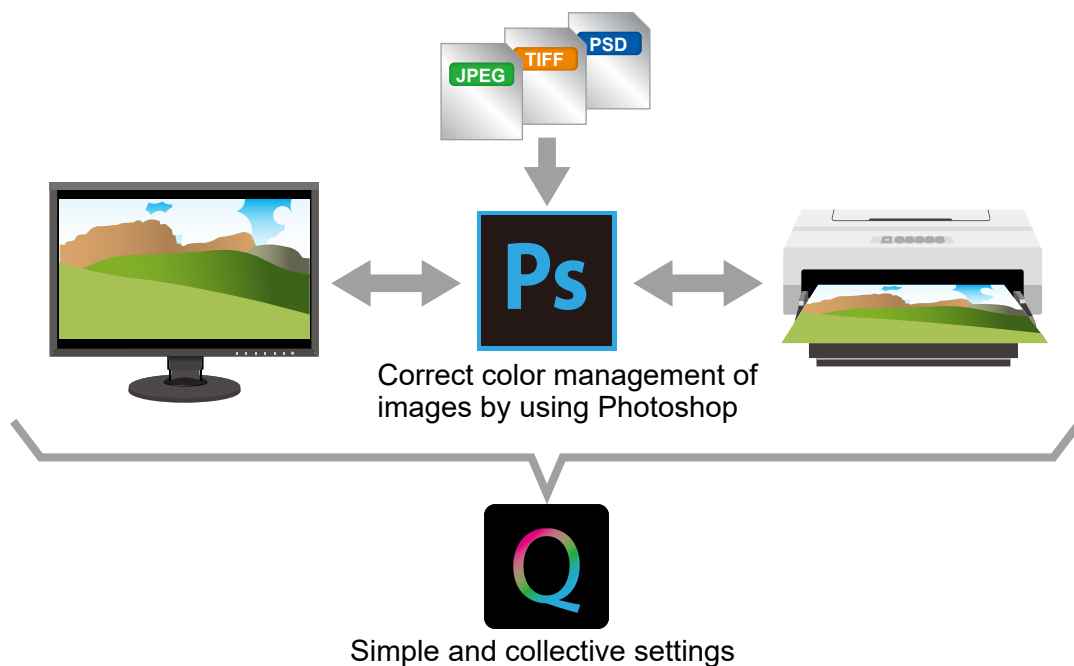 JPEG
TIFF
PSD
Ps
Correct color management of
images by using Photoshop
Q
Simple and collective settings